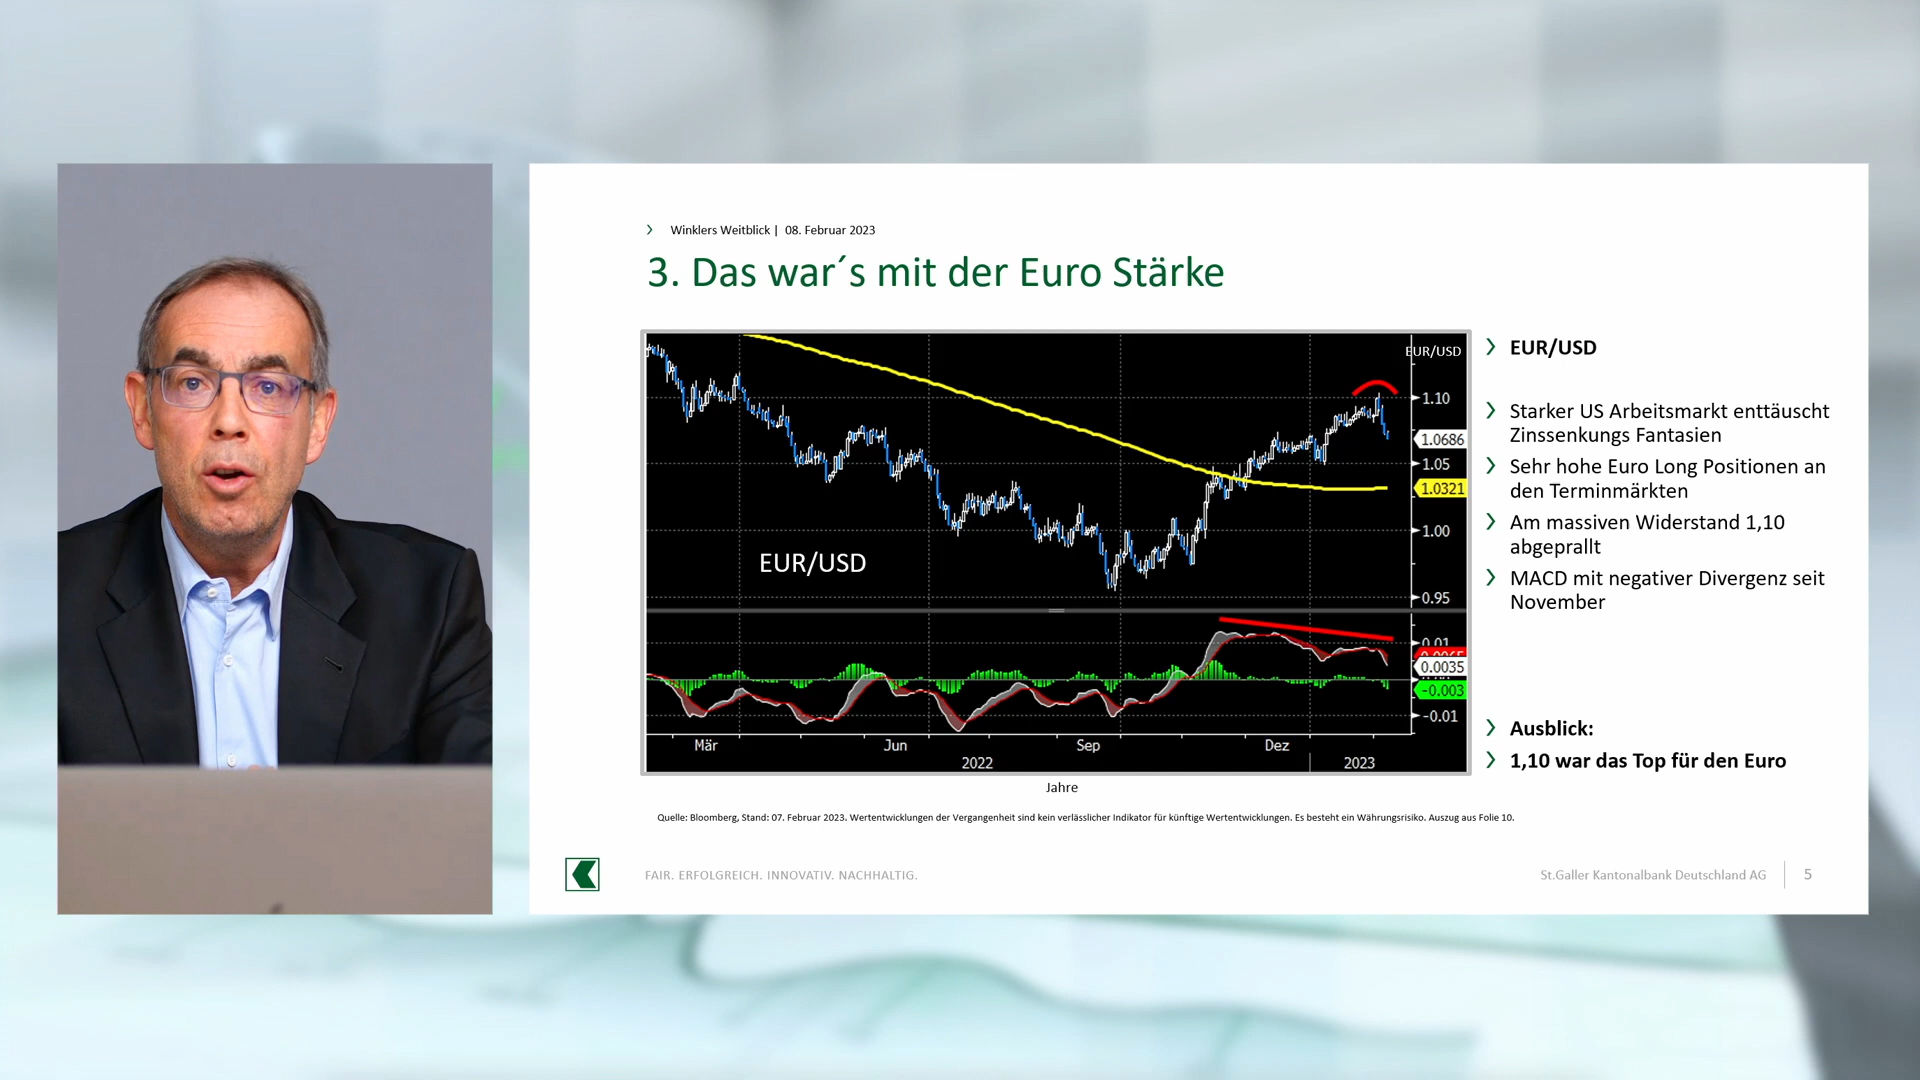 Winklers Weitblick | 08. Februar 2023
3. Das war´s mit der Euro Stärke
EUR/USD
1.10
1.0686
1.05
1.0321
1.00
EUR/USD
0.95
0.01
0.0035
-0.003
-0.01
Mär Jun Sep Dez
2022 2023
Jahre
EUR/USD
Starker US Arbeitsmarkt enttäuscht
Zinssenkungs Fantasien
Sehr hohe Euro Long Positionen an
den Terminmärkten
Am massiven Widerstand 1,10
abgeprallt
MACD mit negativer Divergenz seit
November
Ausblick:
1,10 war das Top für den Euro
Quelle: Bloomberg, Stand: 07. Februar 2023. Wertentwicklungen der Vergangenheit sind kein verlässlicher Indikator für künftige Wertentwicklungen. Es besteht ein Währungsrisiko. Auszug aus Folie 10.
FAIR. ERFOLGREICH. INNOVATIV. NACHHALTIG.
St.Galler Kantonalbank Deutschland AG 5